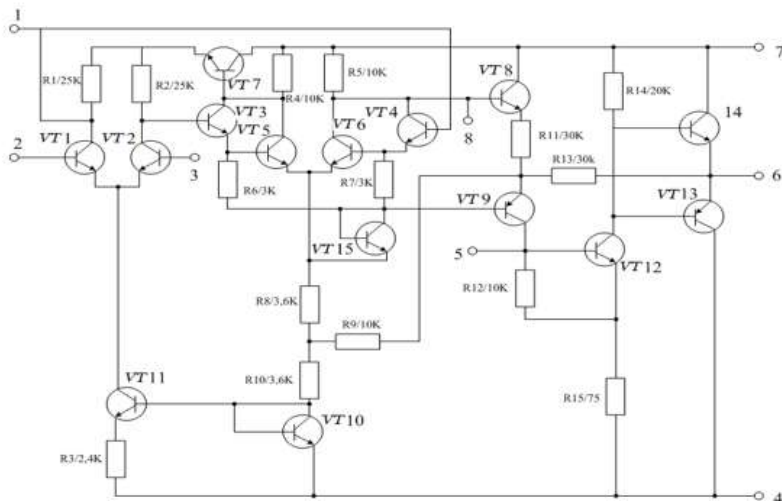 1
7
R1/25K
R2/25K
VT7
R4/10K
R5/10K
VT8
R14/20K
VT3
VT5
VT4
VT6
8
14
VT1
VT2
R11/30K
R13/30k
2
3
R6/3K
R7/3K
VT9
VT13
6
VT15
5
VT12
R12/10K
R8/3,6K
R9/10K
VT11
R10/3,6K
R15/75
VT10
R3/2,4K
4